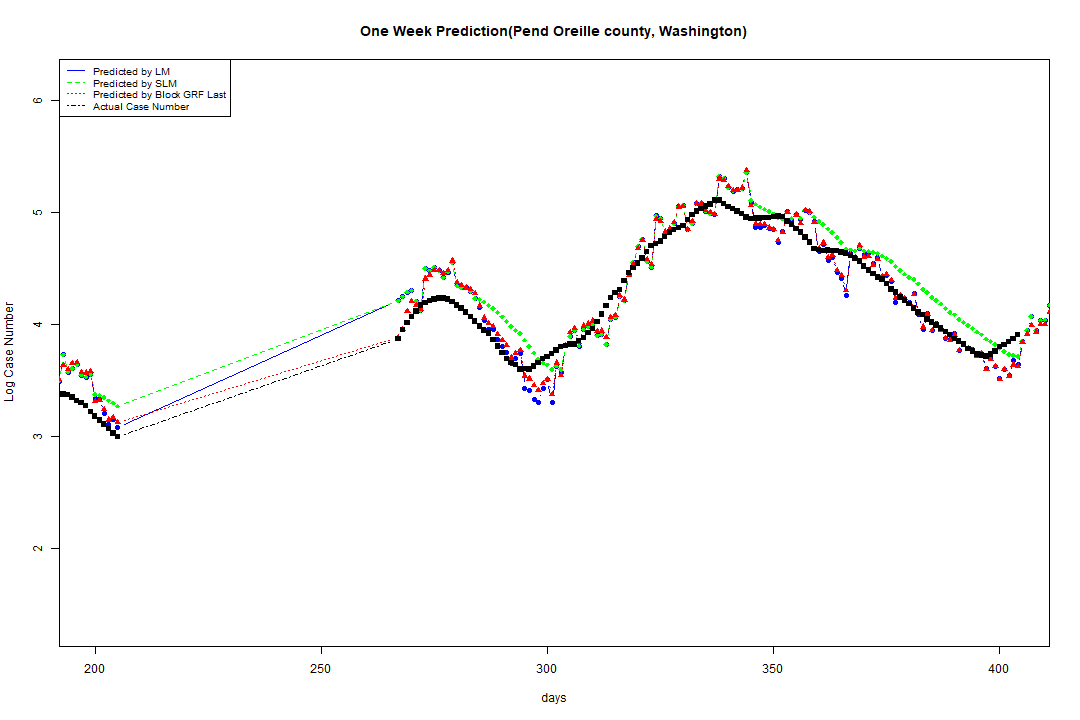 One Week Prediction(Pend Oreille county, Washington)
Predicted by LM
Predicted by SLM
Predicted by Block GRF Last
Actual Case Number
6
5
4
3
2
Log Case Number
200 250 300 350 400
days